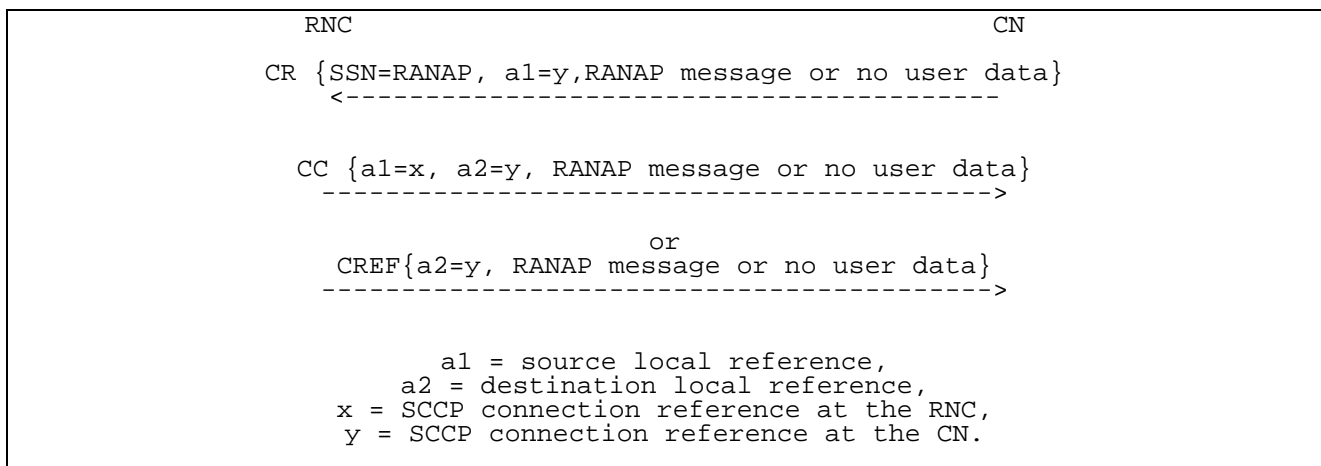 RNC CN
CR {SSN=RANAP, a1=y,RANAP message or no user data}
<-----------------------------------------
CC {a1=x, a2=y, RANAP message or no user data}
------------------------------------------>
or
CREF{a2=y, RANAP message or no user data}
------------------------------------------>
a1 = source local reference,
a2 = destination local reference,
x = SCCP connection reference at the RNC,
y = SCCP connection reference at the CN.